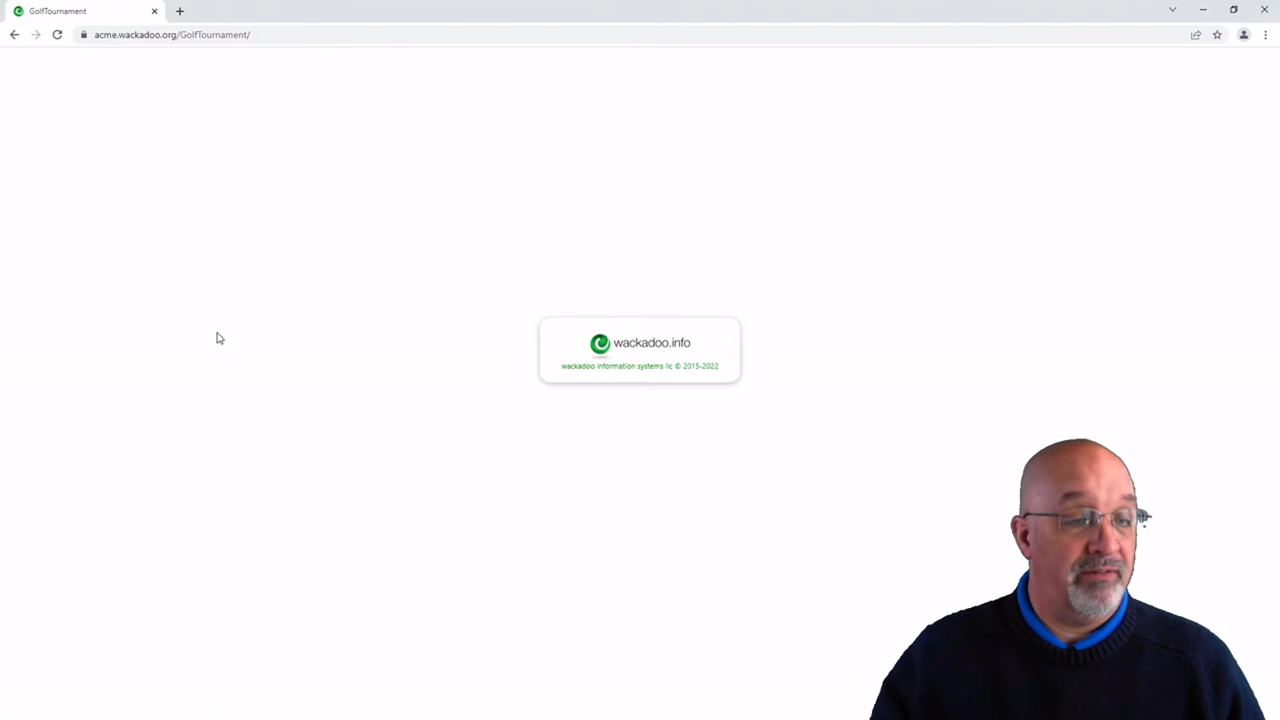 GolfTournament
acme.wackadoo.org/GolfTournament/
wackadoo.info
wackadoo information systems llc © 2015-2022